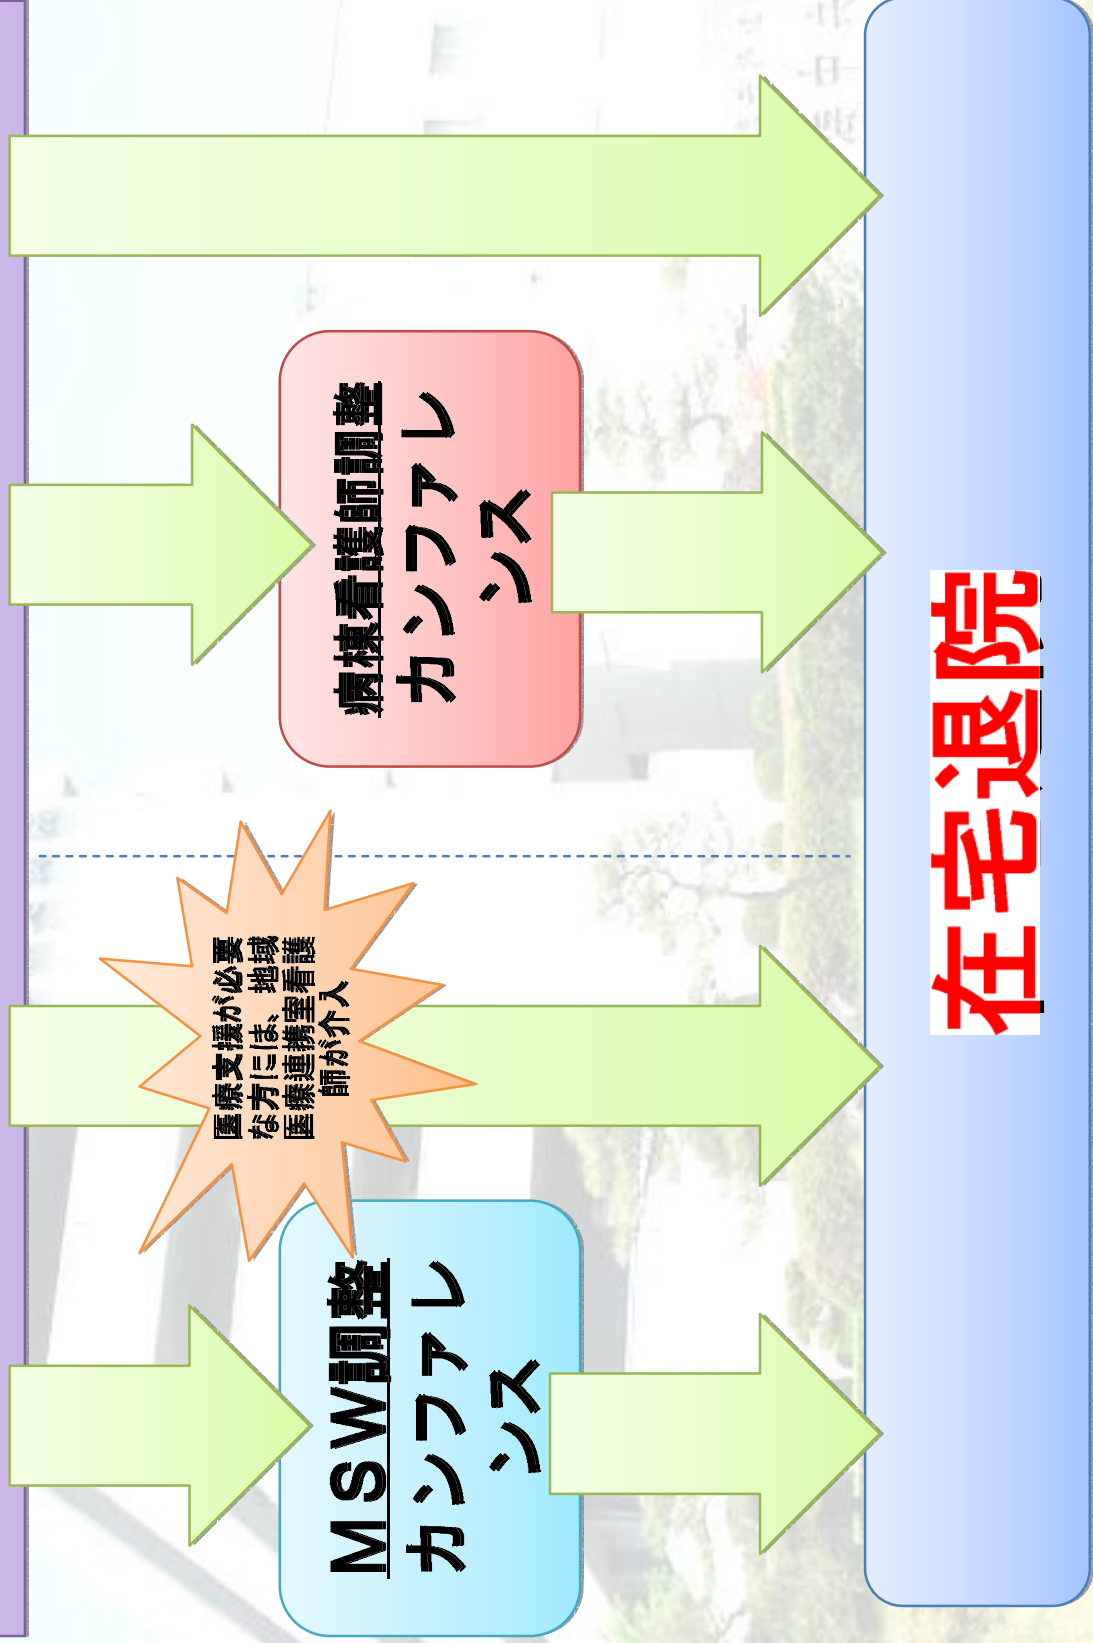 医療支援が必要
な方には、地域
医療連携室看護
師が介入
ＭＳＷ調整
カンファレ
ンス
病棟看護師調整
カンファレ
ンス
在宅退院